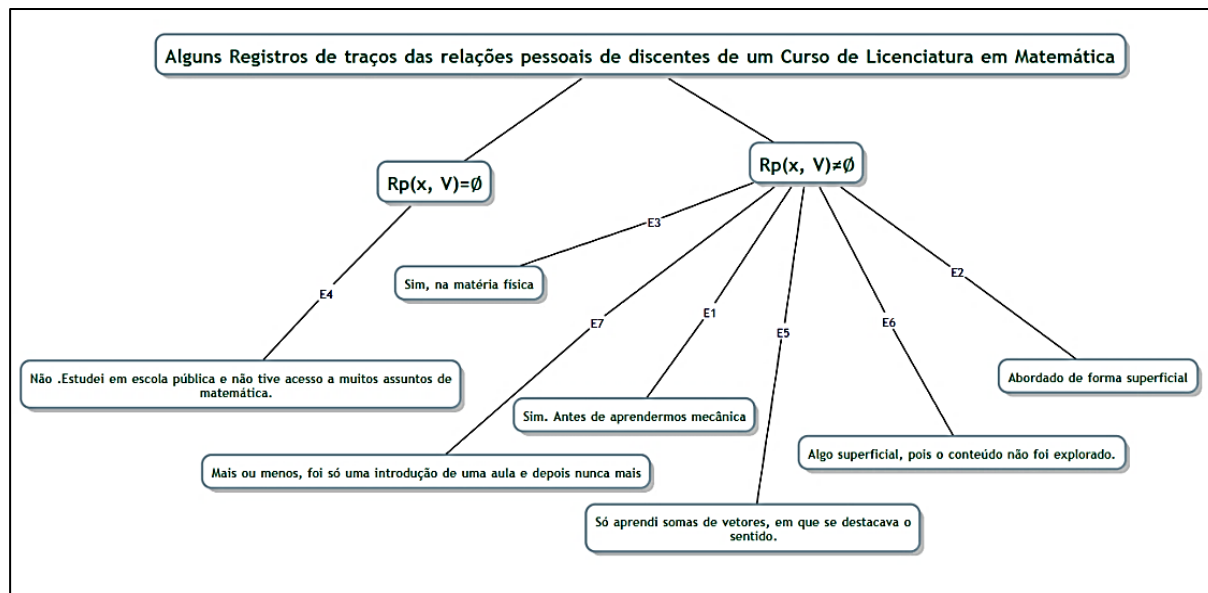 Alguns Registros de traços das relações pessoais de discentes de um Curso de Licenciatura em Matemática
Rp(x, V)=Ø
Rp(x, V)≠Ø
E3
E2
Sim, na matéria física
E4
E7
E1
E5
E6
Não .Estudei em escola pública e não tive acesso a muitos assuntos de
matemática.
Abordado de forma superficial
Sim. Antes de aprendermos mecânica
Algo superficial, pois o conteúdo não foi explorado.
Mais ou menos, foi só uma introdução de uma aula e depois nunca mais
Só aprendi somas de vetores, em que se destacava o
sentido.